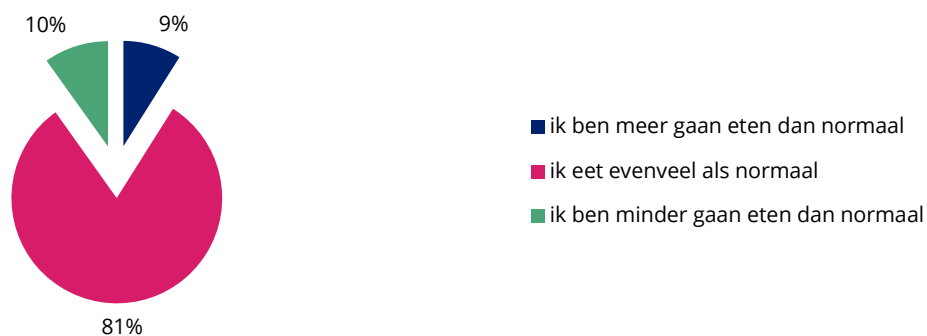 10%
9%
ik ben meer gaan eten dan normaal
ik eet evenveel als normaal
ik ben minder gaan eten dan normaal
81%